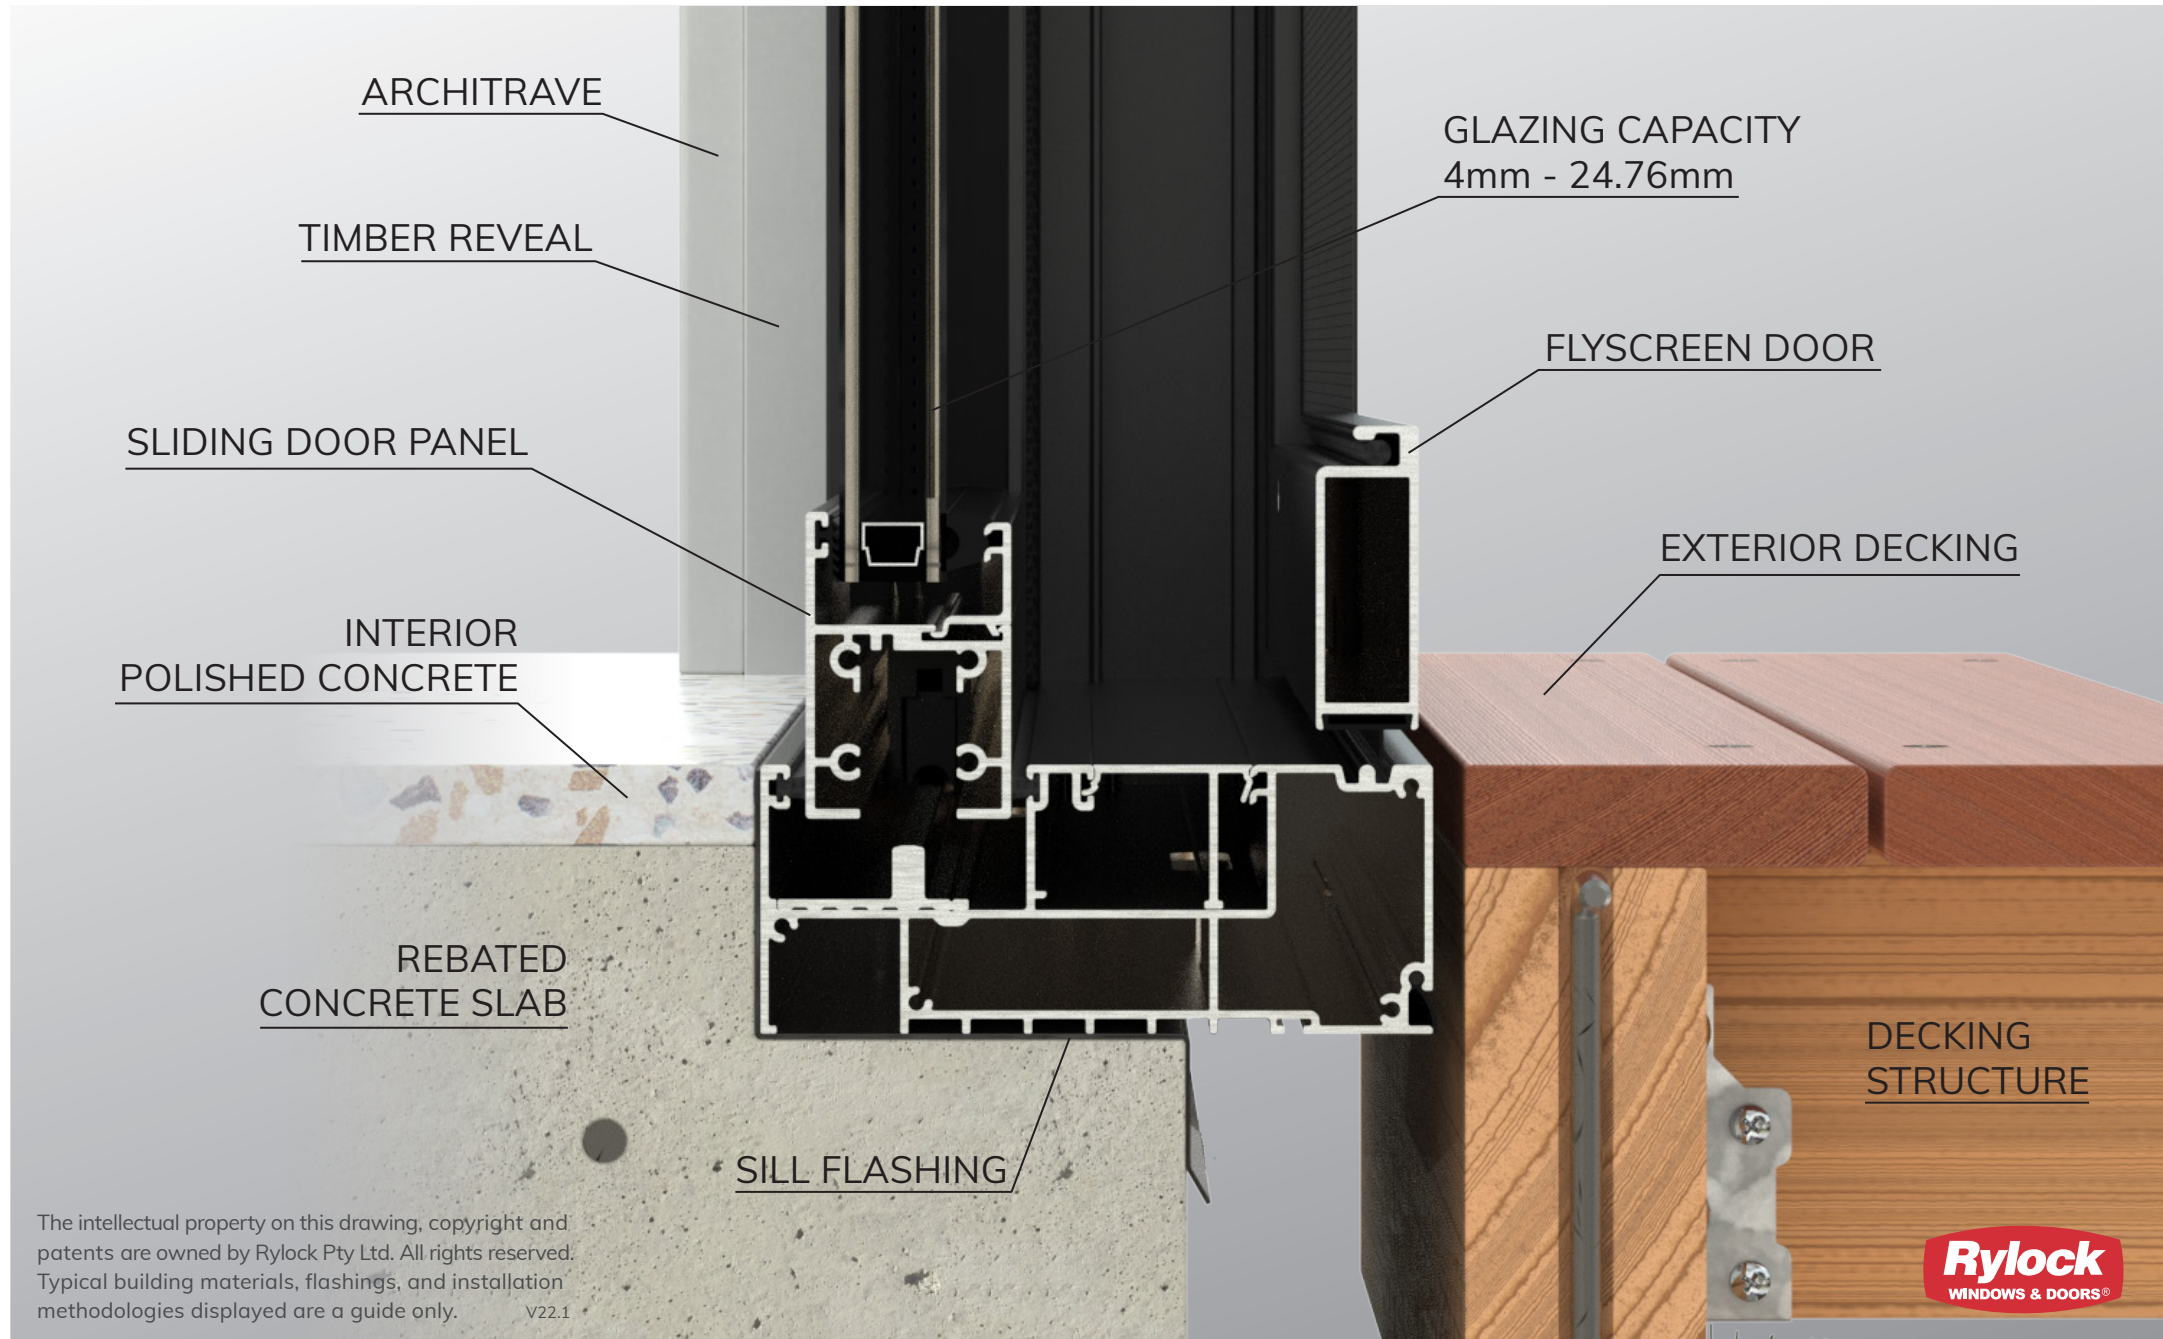 ARCHITRAVE
GLAZING CAPACITY
4mm - 24.76mm
TIMBER REVEAL
FLYSCREEN DOOR
SLIDING DOOR PANEL
EXTERIOR DECKING
INTERIOR
POLISHED CONCRETE
REBATED
CONCRETE SLAB
DECKING
STRUCTURE
SILL FLASHING
The intellectual property on this drawing, copyright and
patents are owned by Rylock Pty Ltd. All rights reserved.
Typical building materials, flashings, and installation
methodologies displayed are a guide only. V22.1
Rylock
WINDOWS & DOORS®